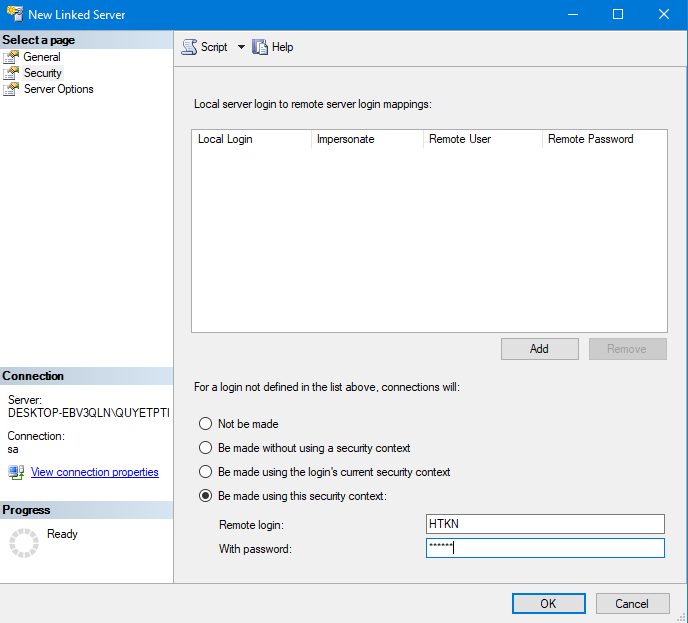 New Linked Server
Select a page
General
Security
Server Options
Script
Help
Local server login to remote server login mappings:
Local Login Impersonate Remote User Remote Password
Add Remove
For a login not defined in the list above, connections will:
Not be made
Be made without using a security context
Be made using the login's current security context
Be made using this security context:
Remote login: HTKN
With password: ******
Connection
Server:
DESKTOP-EBV3QLN\QUYETPTI
Connection:
sa
View connection properties
Progress
Ready
OK Cancel